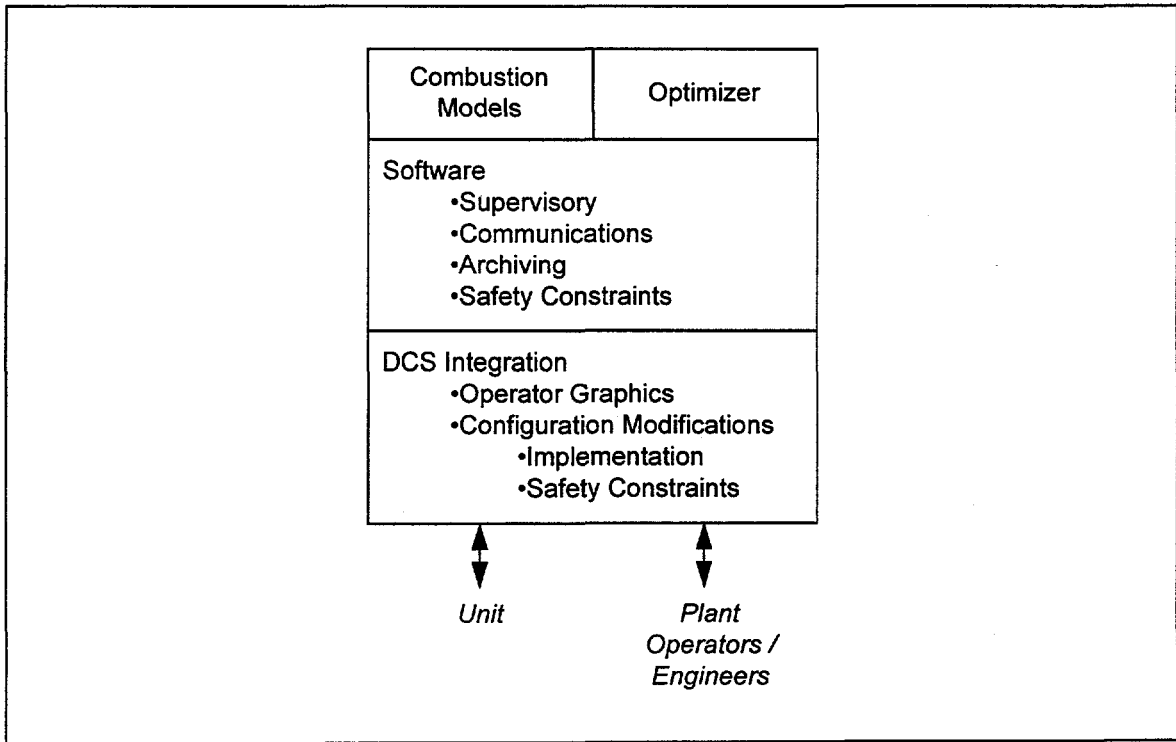 Combustion
Models
Optimizer
Software
•Supervisory
•Communications
•Archiving
•Safety Constraints
DCS Integration
•Operator Graphics
•Configuration Modifications
•Implementation
•Safety Constraints
Unit
Plant
Operators /
Engineers